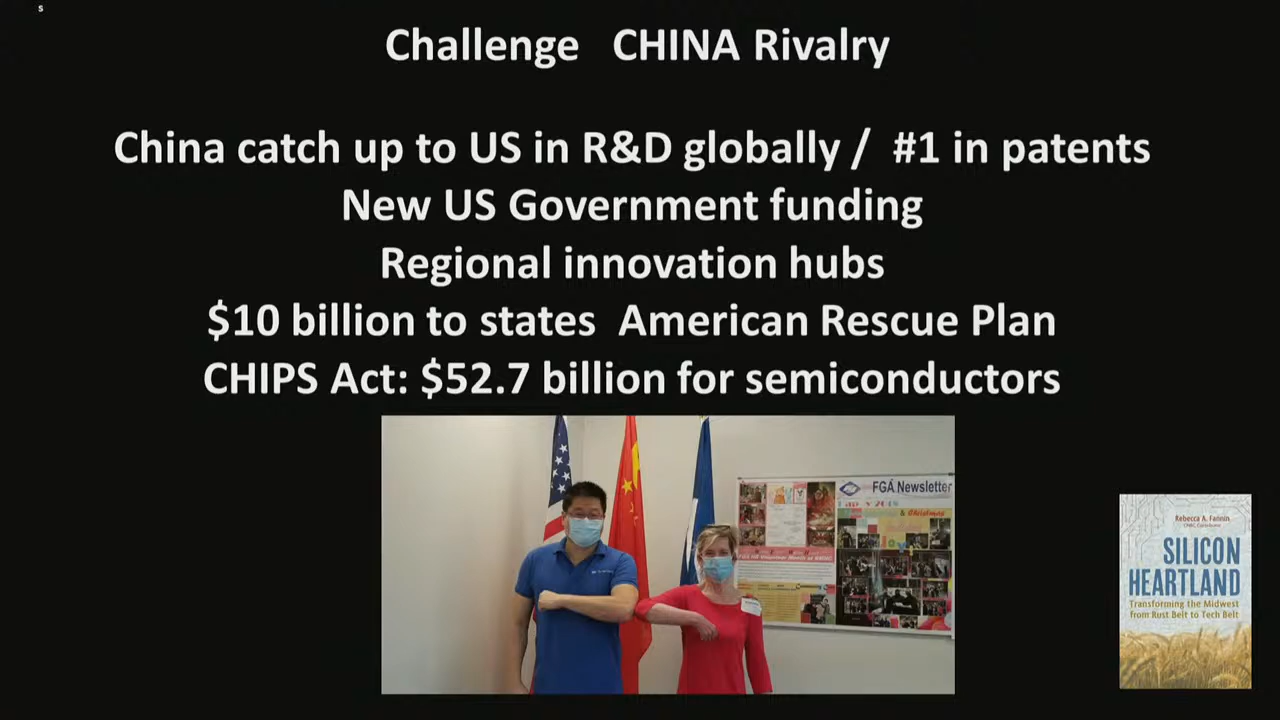 5
Challenge CHINA Rivalry
China catch up to US in R&D globally / #1 in patents
New US Government funding
Regional innovation hubs
$10 billion to states American Rescue Plan
CHIPS Act: $52.7 billion for semiconductors
FGA Newsletter
& Christmas
Rebecca A. Fannin
SILICON
HEARTLAND
Transforming the Midwest
from Rust Belt to Tech Belt